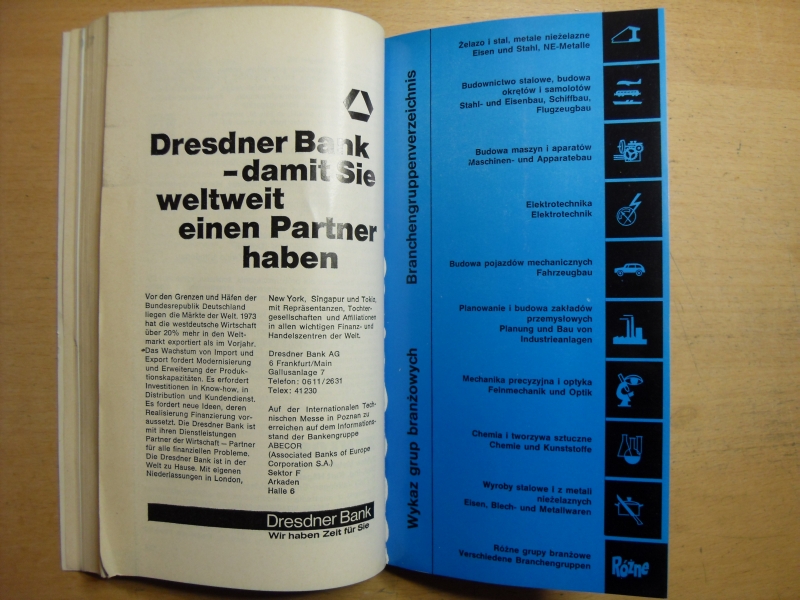 Dresdner Bank
– damit Sie
weltweit
einen Partner
haben
Vor den Grenzen und Häfen der
Bundesrepublik Deutschland
liegen die Märkte der Welt. 1973
hat die westdeutsche Wirtschaft
über 20% mehr in den Welt-
markt exportiert als im Vorjahr.
Das Wachstum von Import und
Export fordert Modernisierung
und Erweiterung der Produk-
tionskapazitäten. Es erfordert
Investitionen in Know-how, in
Distribution und Kundendienst.
Es fordert neue Ideen, deren
Realisierung Finanzierung vor-
aussetzt. Die Dresdner Bank ist
mit ihren Dienstleistungen
Partner der Wirtschaft – Partner
für alle finanziellen Probleme.
Die Dresdner Bank ist in der
Welt zu Hause. Mit eigenen
Niederlassungen in London,
New York, Singapur und Tokio,
mit Repräsentanzen, Tochter-
gesellschaften und Affiliationen
in allen wichtigen Finanz- und
Handelszentren der Welt.
Dresdner Bank AG
6 Frankfurt/Main
Gallusanlage 7
Telefon: 0611/2631
Telex: 41230
Auf der Internationalen Tech-
nischen Messe in Poznan zu
erreichen auf dem Informations-
stand der Bankengruppe
ABECOR
(Associated Banks of Europe
Corporation S.A.)
Sektor F
Arkaden
Halle 6
Dresdner Bank
Wir haben Zeit für Sie
Wykaz grup branżowych
Branchengruppenverzeichnis
Żelazo i stal, metale nieżelazne
Eisen und Stahl, NE-Metalle
Budownictwo stalowe, budowa
okrętów i samolotów
Stahl- und Eisenbau, Schiffbau,
Flugzeugbau
Budowa maszyn i aparatów
Maschinen- und Apparatebau
Elektrotechnika
Elektrotechnik
Budowa pojazdów mechanicznych
Fahrzeugbau
Planowanie i budowa zakładów
przemysłowych
Planung und Bau von
Industrieanlagen
Mechanika precyzyjna i optyka
Feinmechanik und Optik
Chemia i tworzywa sztuczne
Chemie und Kunststoffe
Wyroby stalowe i z metali
nieżelaznych
Eisen, Blech- und Metallwaren
Różne grupy branżowe
Verschiedene Branchengruppen
Różne